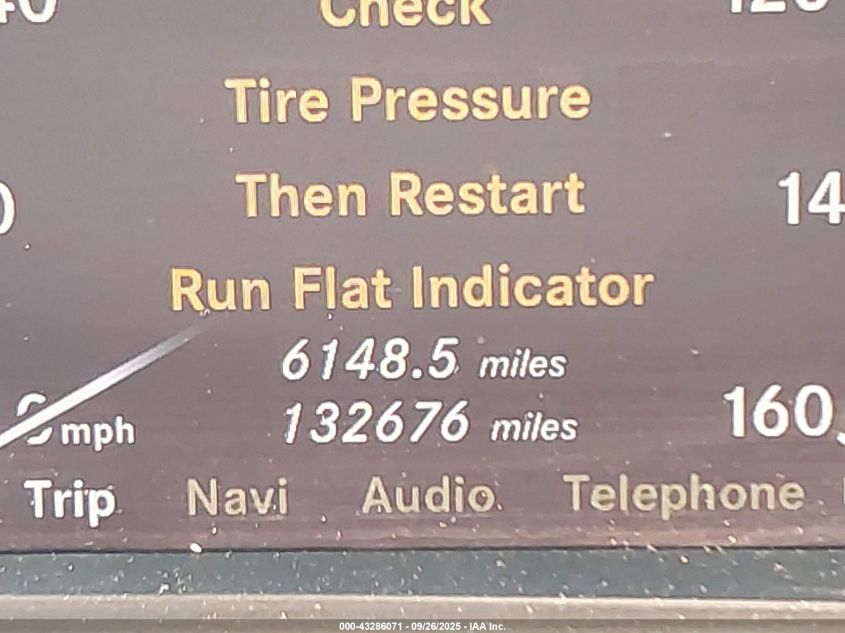 Check
Tire Pressure
Then Restart
14
Run Flat Indicator
6148.5 miles
mph
132676 miles
160
Trip Navi Audio Telephone
000-43286071 - 09/26/2025 - IAA Inc.